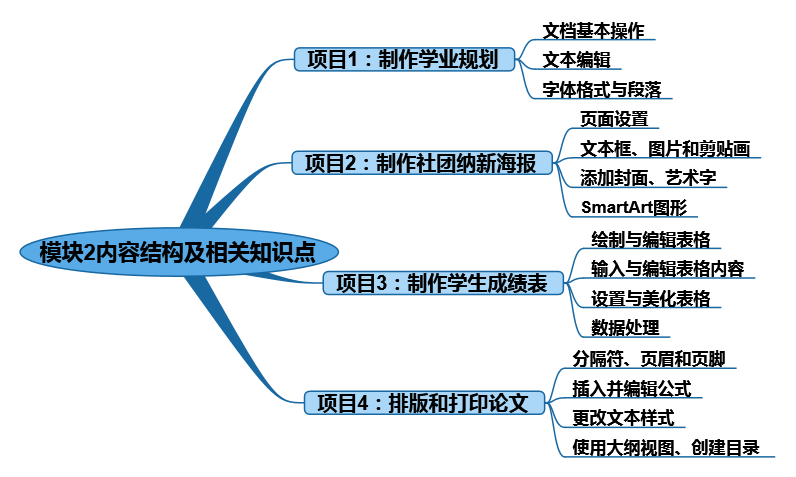 模块2内容结构及相关知识点
项目1：制作学业规划
文档基本操作
文本编辑
字体格式与段落
项目2：制作社团纳新海报
页面设置
文本框、图片和剪贴画
添加封面、艺术字
SmartArt图形
项目3：制作学生成绩表
绘制与编辑表格
输入与编辑表格内容
设置与美化表格
数据处理
项目4：排版和打印论文
分隔符、页眉和页脚
插入并编辑公式
更改文本样式
使用大纲视图、创建目录